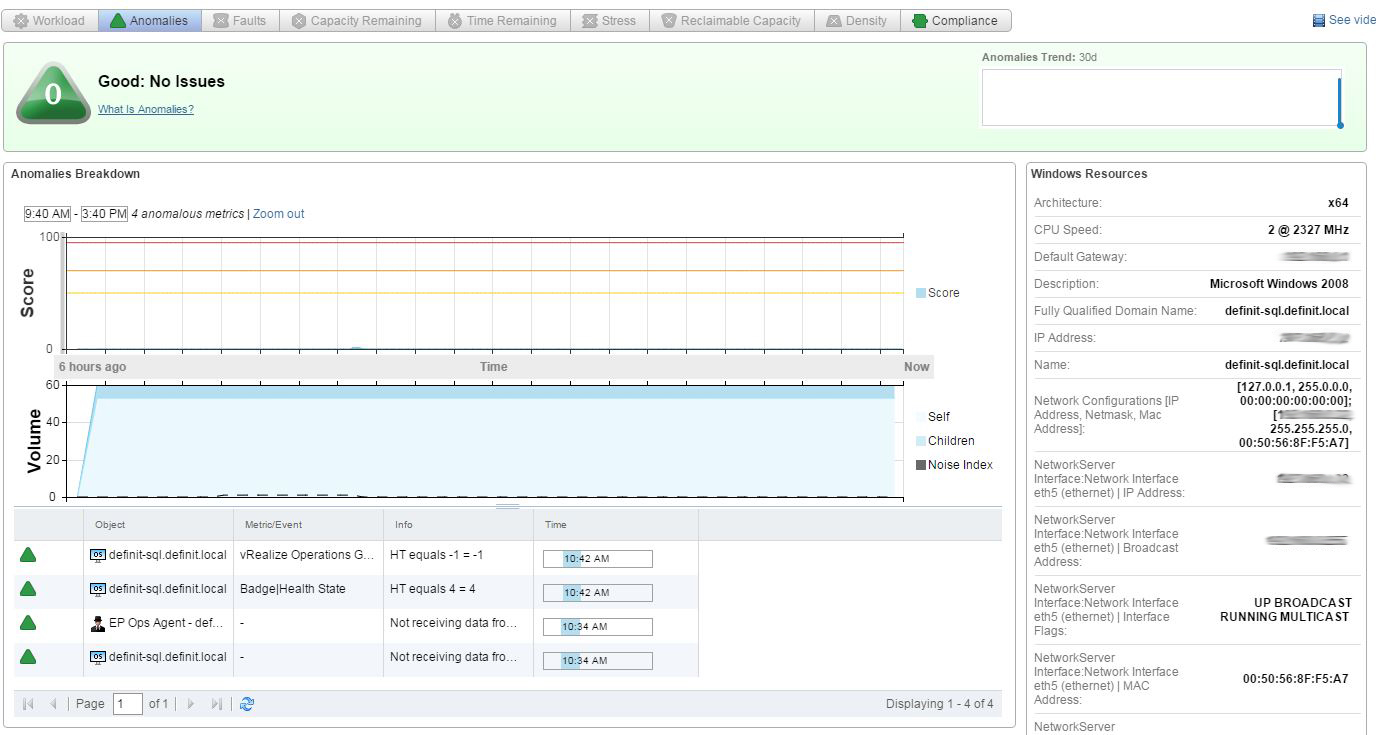 Workload Anomalies Faults Capacity Remaining Time Remaining Stress Reclaimable Capacity Density Compliance See vide
0
Good: No Issues
What Is Anomalies?
Anomalies Trend: 30d
Anomalies Breakdown
9:40 AM - 3:40 PM 4 anomalous metrics | Zoom out
100
Score
0
Score
6 hours ago Time Now
60
40
20
0
Volume
Self
Children
Noise Index
Object Metric/Event Info Time
OS definit-sql.definit.local vRealize Operations G... HT equals -1 = -1 10:42 AM
OS definit-sql.definit.local Badge|Health State HT equals 4 = 4 10:42 AM
EP Ops Agent - def... - Not receiving data fro... 10:34 AM
OS definit-sql.definit.local - Not receiving data fro... 10:34 AM
Page 1 of 1 Displaying 1 - 4 of 4
Windows Resources
Architecture: x64
CPU Speed: 2 @ 2327 MHz
Default Gateway:
Description: Microsoft Windows 2008
Fully Qualified Domain Name: definit-sql.definit.local
IP Address:
Name: definit-sql.definit.local
Network Configurations [IP
Address, Netmask, Mac
Address]:
[127.0.0.1, 255.0.0.0,
00:00:00:00:00:00];
[1
255.255.255.0,
00:50:56:8F:F5:A7]
NetworkServer
Interface:Network Interface
eth5 (ethernet) | IP Address:
NetworkServer
Interface:Network Interface
eth5 (ethernet) | Broadcast
Address:
NetworkServer
Interface:Network Interface
eth5 (ethernet) | Interface
Flags:
UP BROADCAST
RUNNING MULTICAST
NetworkServer
Interface:Network Interface
eth5 (ethernet) | MAC
Address:
00:50:56:8F:F5:A7
NetworkServer